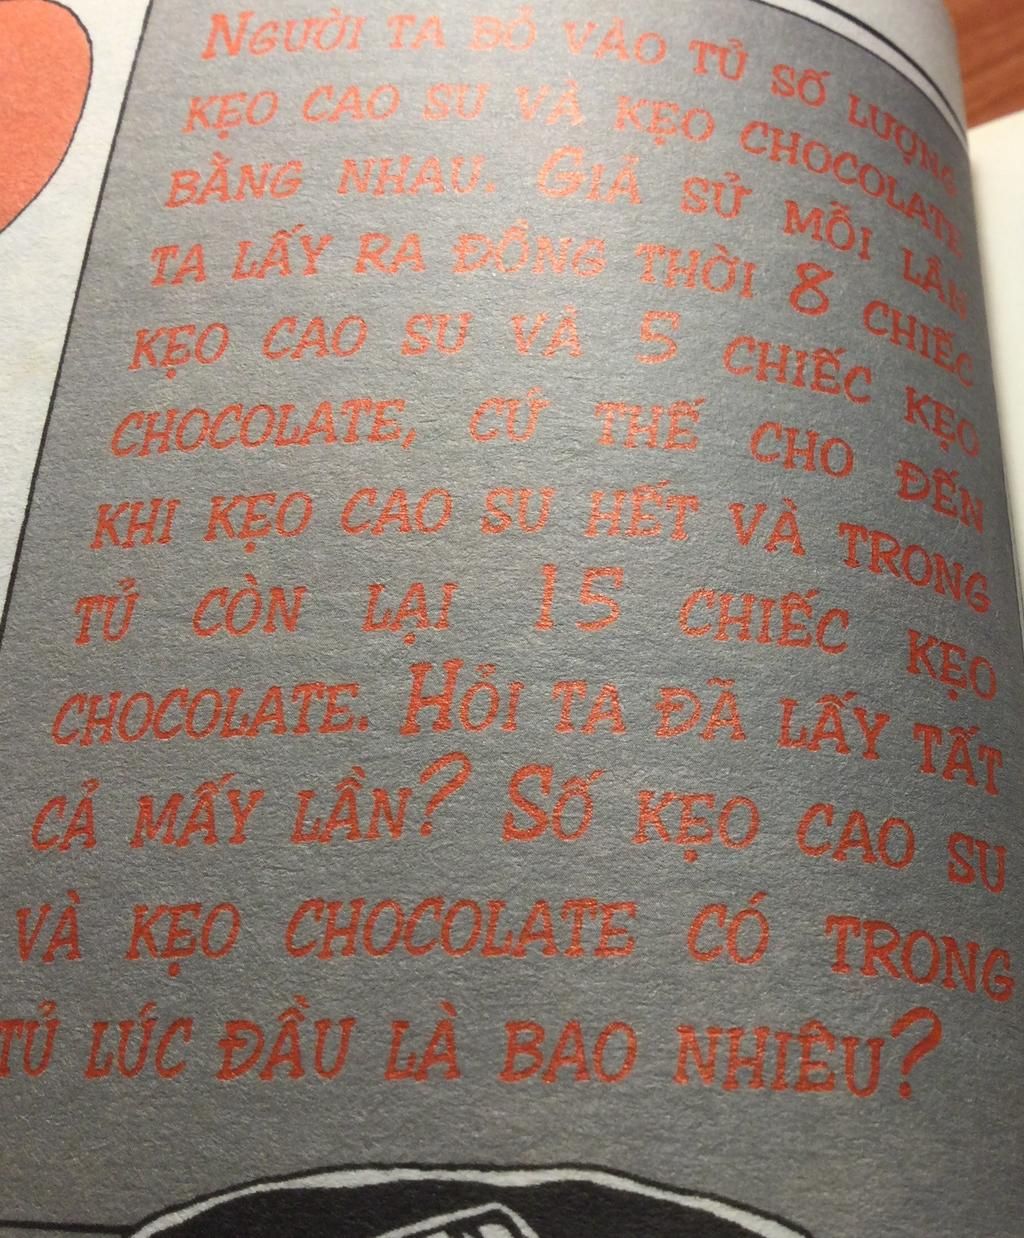 NGƯỜI TA BỎ VÀO TỦ SỐ LƯỢNG
KẸO CAO SU VÀ KẸO CHOCOLATE
BẰNG NHAU. GIẢ SỬ MỖI LẦN
TA LẤY RA ĐỒNG THỜI 8 CHIẾC
KẸO CAO SU VÀ 5 CHIẾC KẸO
CHOCOLATE, CỨ THẾ CHO ĐẾN
KHI KẸO CAO SU HẾT VÀ TRONG
TỦ CÒN LẠI 15 CHIẾC KẸO
CHOCOLATE. HỎI TA ĐÃ LẤY TẤT
CẢ MẤY LẦN? SỐ KẸO CAO SU
VÀ KẸO CHOCOLATE CÓ TRONG
TỦ LÚC ĐẦU LÀ BAO NHIÊU?